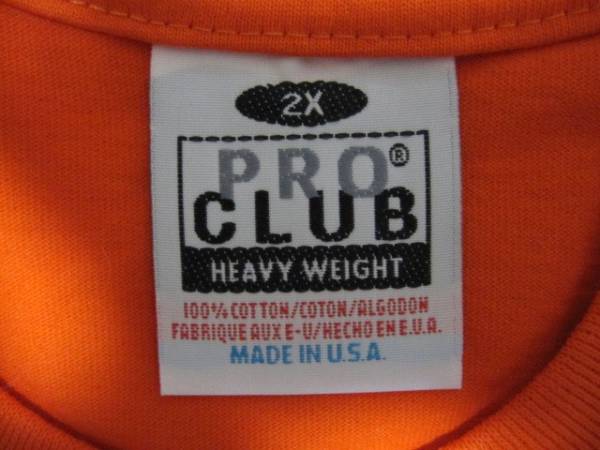 2X
PRO®
CLUB
HEAVY WEIGHT
100% COTTON/COTON/ALGODON
FABRIQUE AUX E-U/HECHO EN E.U.A.
MADE IN U.S.A.